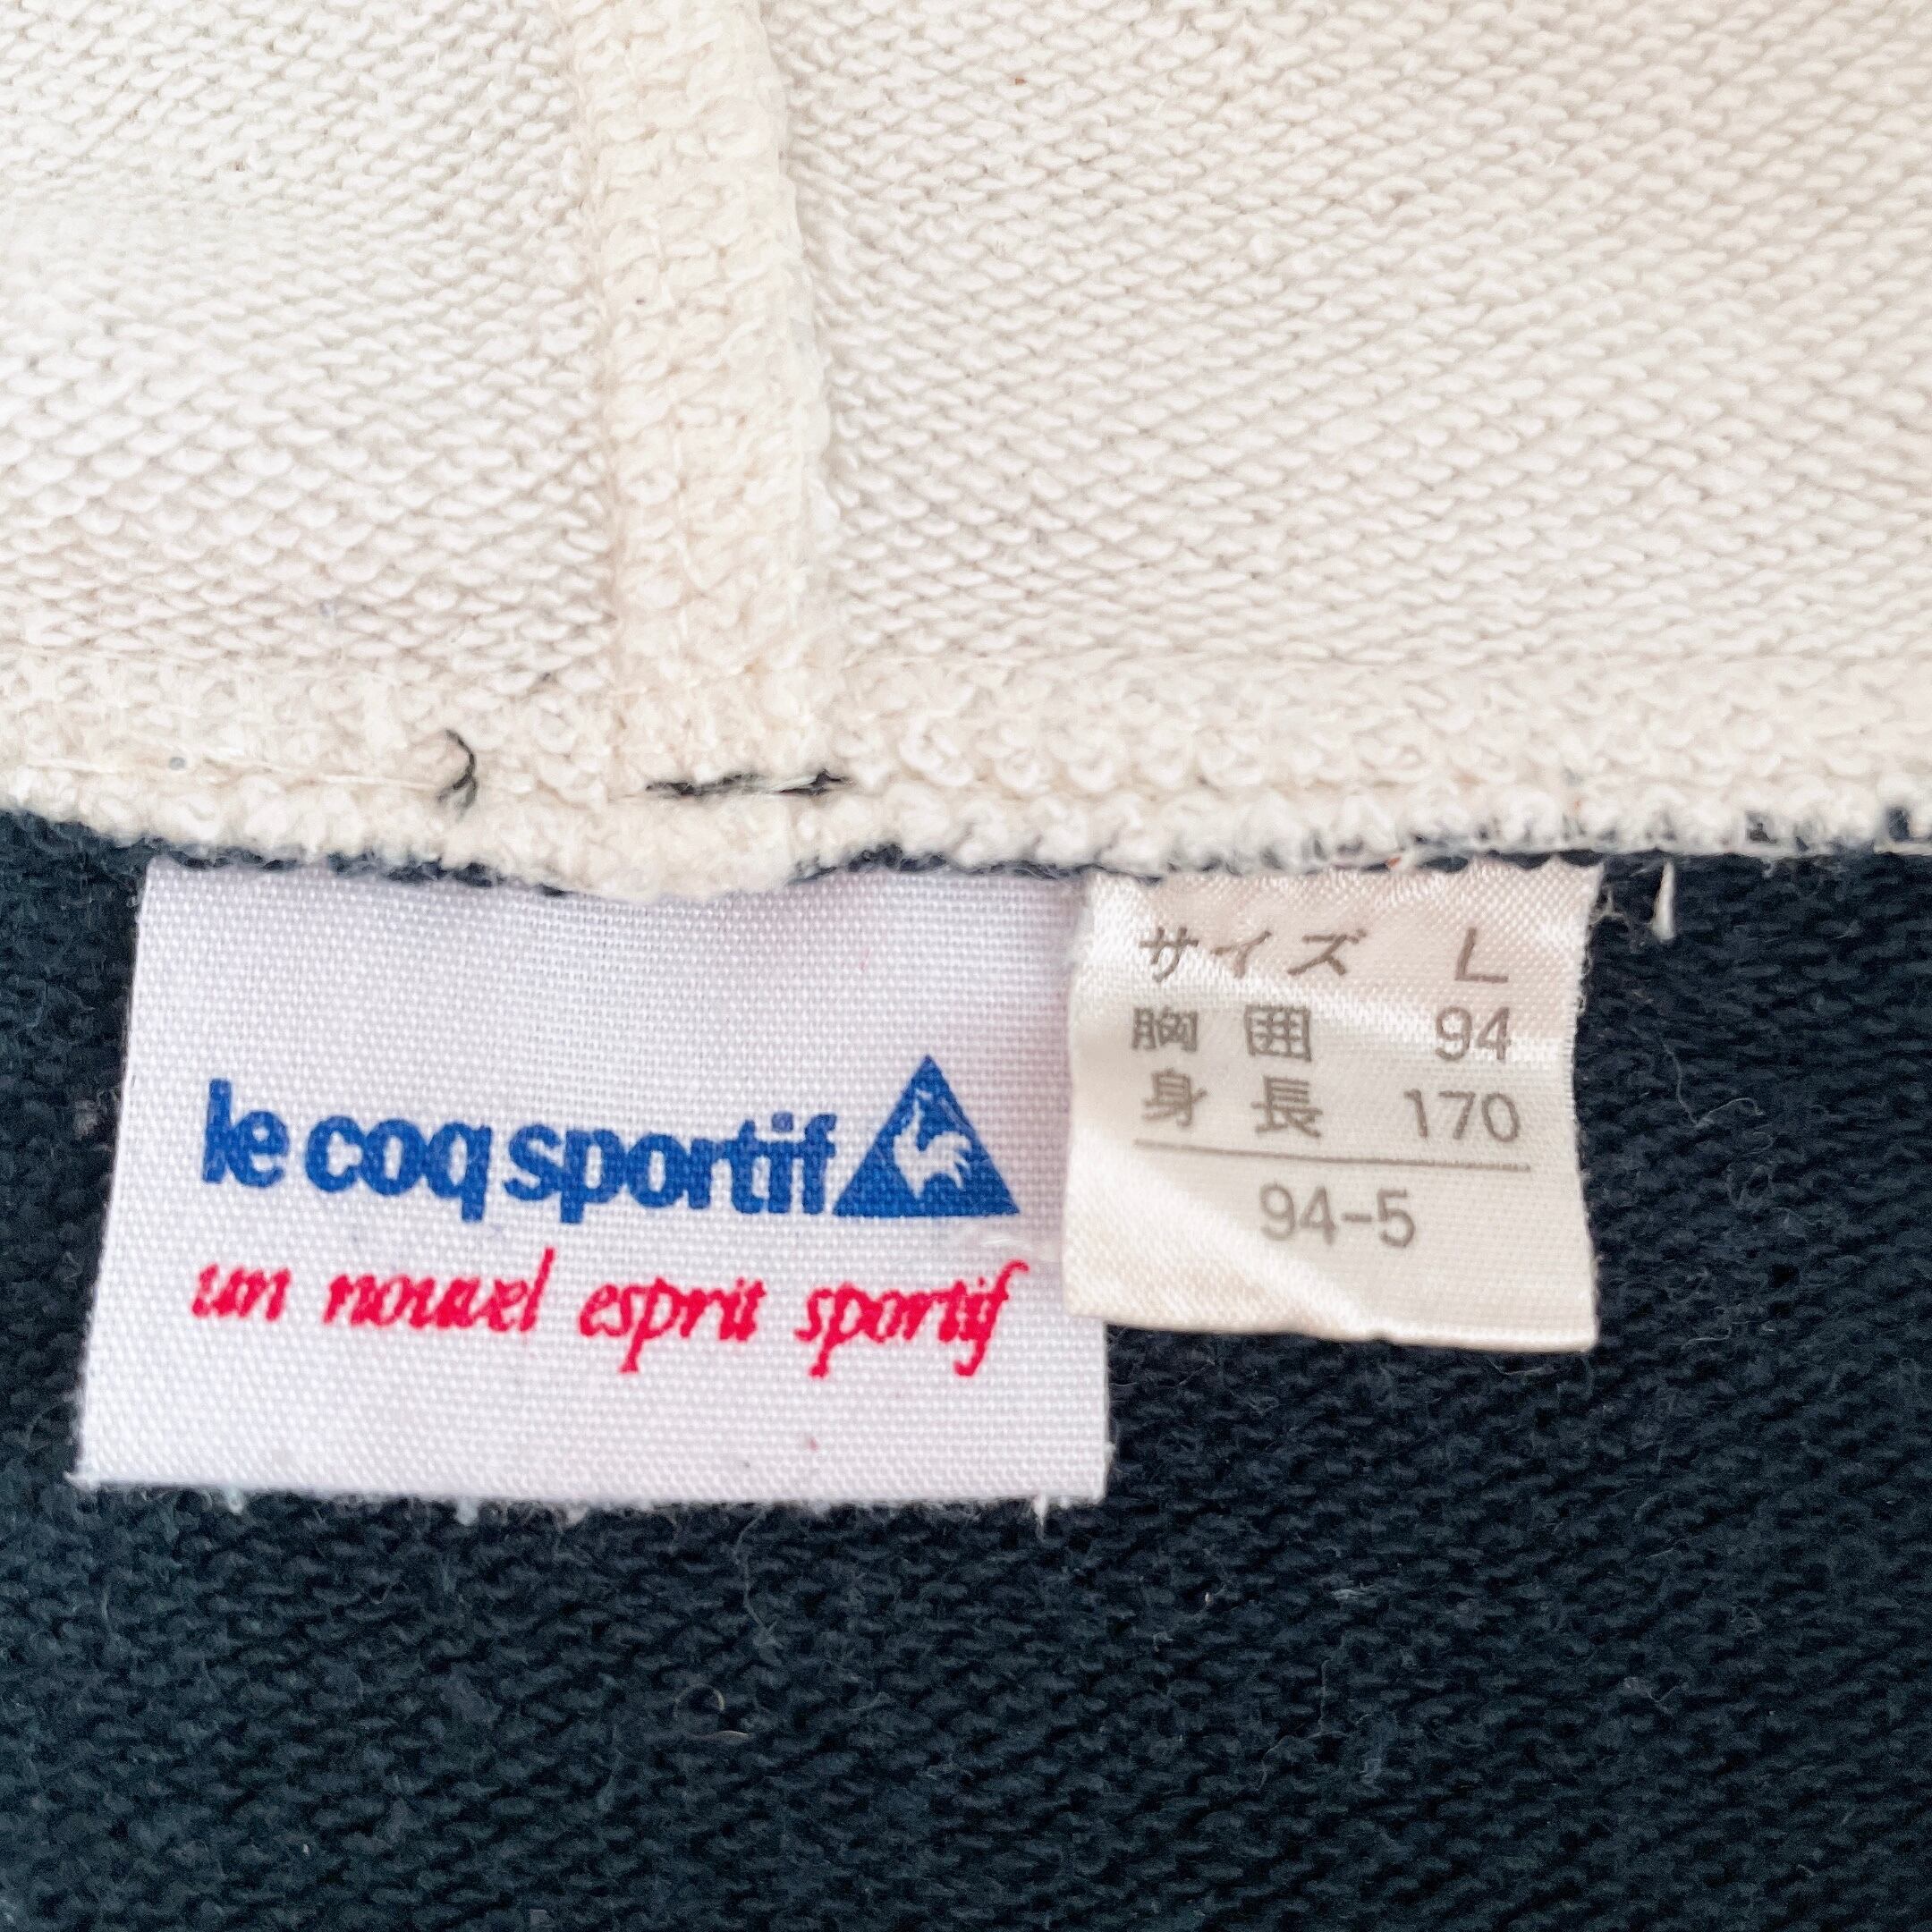 le coq sportif
un nouvel esprit sportif
サイズ L
胸囲 94
身長 170
94-5